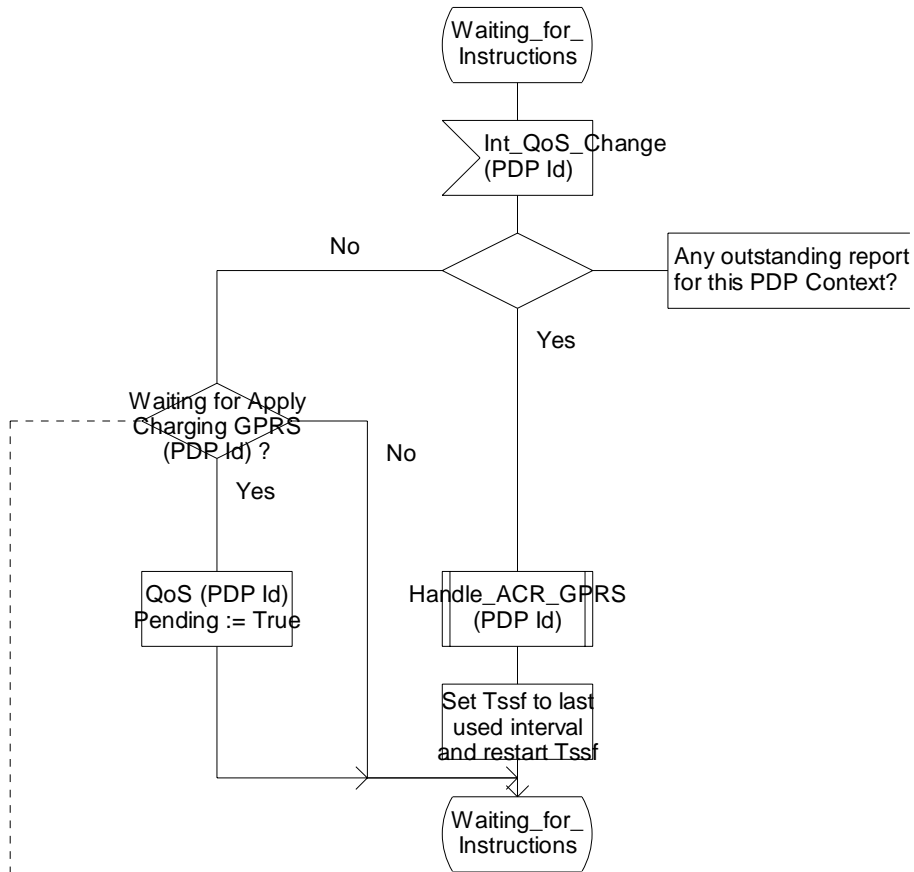 Waiting_for_
Instructions
Int_QoS_Change
(PDP Id)
No
Any outstanding report
for this PDP Context?
Yes
Waiting for Apply
Charging GPRS
(PDP Id) ?
No
Yes
QoS (PDP Id)
Pending := True
Handle_ACR_GPRS
(PDP Id)
Set Tssf to last
used interval
and restart Tssf
Waiting_for_
Instructions